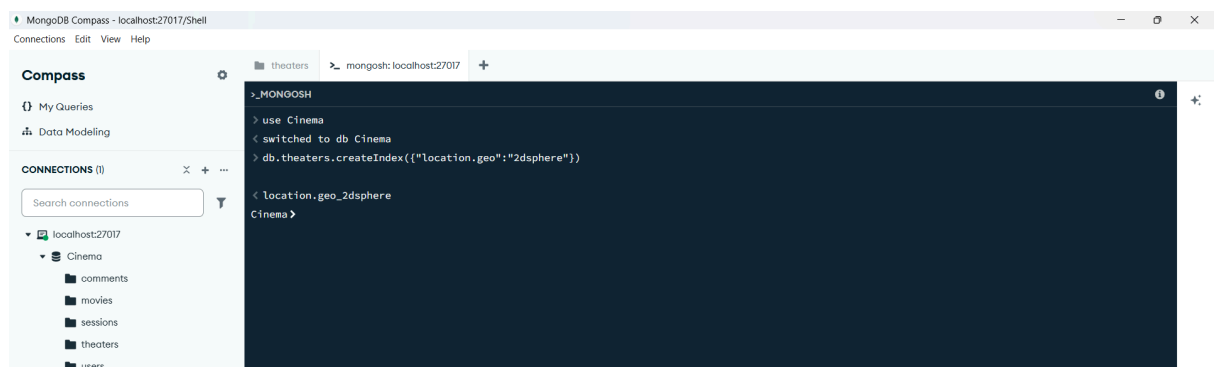 MongoDB Compass - localhost:27017/Shell
Connections Edit View Help
Compass
{} My Queries
Data Modeling
CONNECTIONS (1)
Search connections
localhost:27017
Cinema
comments
movies
sessions
theaters
users
theaters >_ mongosh: localhost:27017 +
>_MONGOSH
> use Cinema
< switched to db Cinema
> db.theaters.createIndex({"location.geo":"2dsphere"})
< location.geo_2dsphere
Cinema>